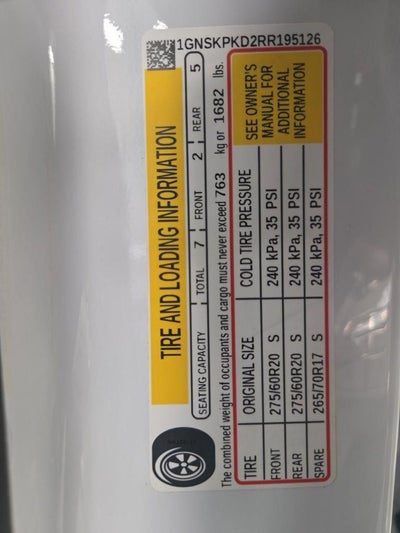 1GNSKPKD2RR195126
TIRE AND LOADING INFORMATION
SEATING CAPACITY TOTAL 7 FRONT 2 REAR 5
The combined weight of occupants and cargo must never exceed 763 kg or 1682 lbs.
TIRE ORIGINAL SIZE COLD TIRE PRESSURE
FRONT 275/60R20 S 240 kPa, 35 PSI
REAR 275/60R20 S 240 kPa, 35 PSI
SPARE 265/70R17 S 240 kPa, 35 PSI
SEE OWNER'S
MANUAL FOR
ADDITIONAL
INFORMATION